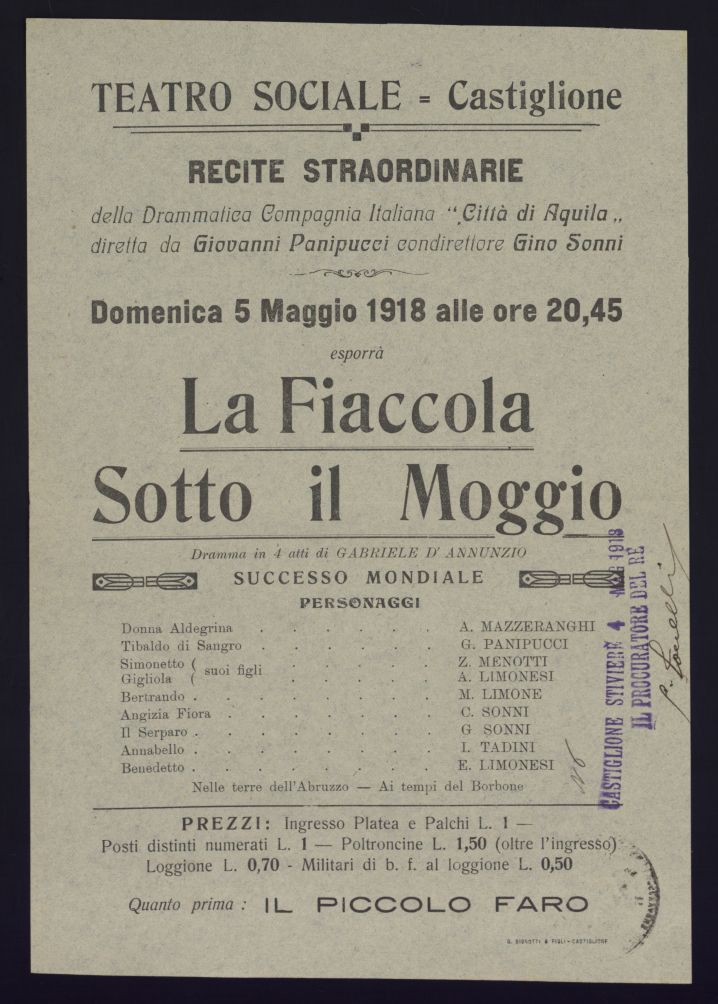 TEATRO SOCIALE = Castiglione
RECITE STRAORDINARIE
della Drammatica Compagnia Italiana “ Città di Aquila „
diretta da Giovanni Panipucci condirettore Gino Sonni
Domenica 5 Maggio 1918 alle ore 20,45
esporrà
La Fiaccola
Sotto il Moggio
Dramma in 4 atti di GABRIELE D' ANNUNZIO
SUCCESSO MONDIALE
PERSONAGGI
Donna Aldegrina . . . . . . A. MAZZERANGHI
Tibaldo di Sangro . . . . . . G. PANIPUCCI
Simonetto ( suoi figli . . . . . Z. MENOTTI
Gigliola ( A. LIMONESI
Bertrando . . . . . . . . M. LIMONE
Angizia Fiora . . . . . . . C. SONNI
Il Serparo . . . . . . . . G SONNI
Annabello . . . . . . . . I. TADINI
Benedetto . . . . . . . . E. LIMONESI
Nelle terre dell'Abruzzo — Ai tempi del Borbone
PREZZI: Ingresso Platea e Palchi L. 1 —
Posti distinti numerati L. 1 — Poltroncine L. 1,50 (oltre l'ingresso)
Loggione L. 0,70 - Militari di b. f. al loggione L. 0,50
Quanto prima : IL PICCOLO FARO
G. BIGNOTTI & FIGLI - CASTIGLIONE
CASTIGLIONE STIVIERE 4 MAG 1918
IL PROCURATORE DEL RE